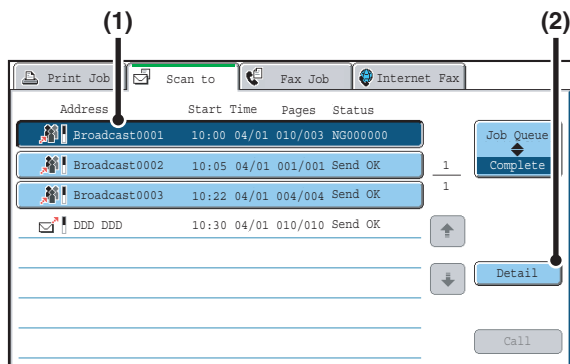 (1) (2)
Print Job Scan to Fax Job Internet Fax
Address Start Time Pages Status
Broadcast0001 10:00 04/01 010/003 NG000000
Job Queue
Complete
Broadcast0002 10:05 04/01 001/001 Send OK
1
1
Broadcast0003 10:22 04/01 004/004 Send OK
DDD DDD 10:30 04/01 010/010 Send OK
Detail
Call